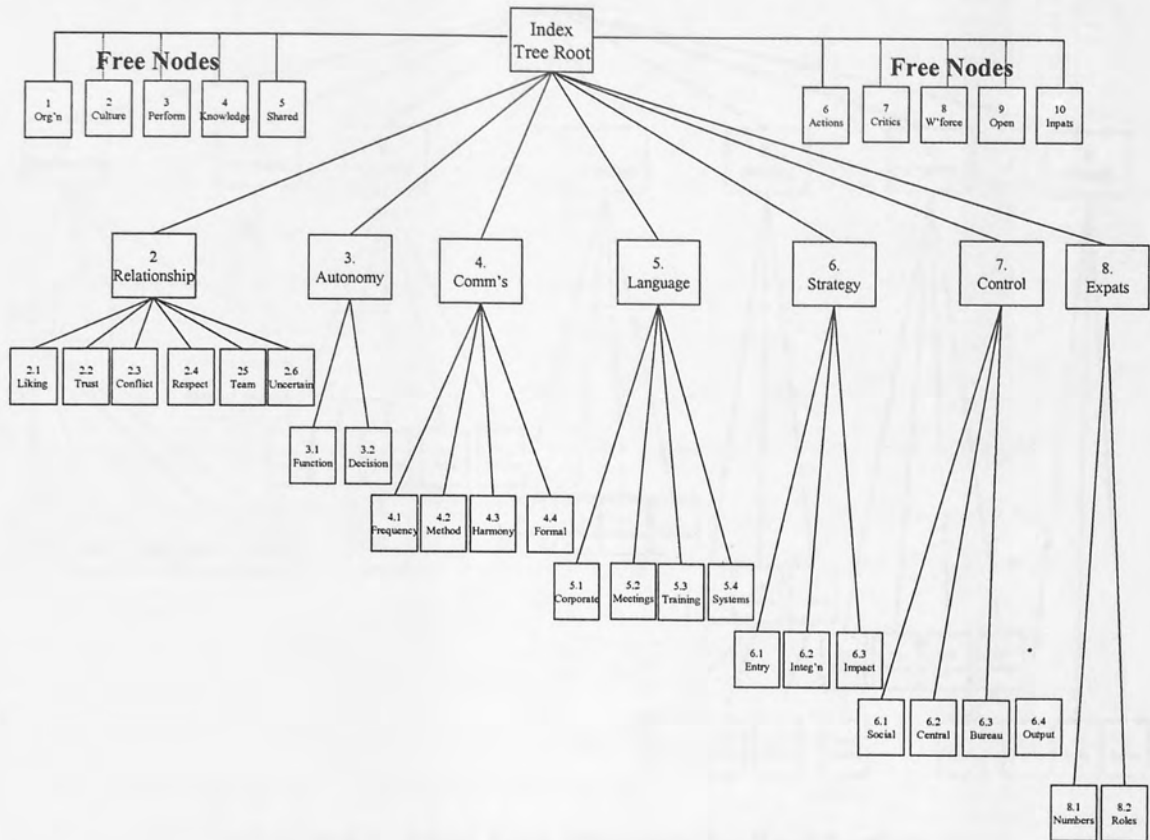 Index
Tree Root
Free Nodes
Free Nodes
1
Org'n
2
Culture
3
Perform
4
Knowledge
5
Shared
6
Actions
7
Critics
8
W'force
9
Open
10
Inpats
2
Relationship
3.
Autonomy
4.
Comm's
5.
Language
6.
Strategy
7.
Control
8.
Expats
2.1
Liking
2.2
Trust
2.3
Conflict
2.4
Respect
25
Team
2.6
Uncertain
3.1
Function
3.2
Decision
4.1
Frequency
4.2
Method
4.3
Harmony
4.4
Formal
5.1
Corporate
5.2
Meetings
5.3
Training
5.4
Systems
6.1
Entry
6.2
Integ'n
6.3
Impact
6.1
Social
6.2
Central
6.3
Bureau
6.4
Output
8.1
Numbers
8.2
Roles